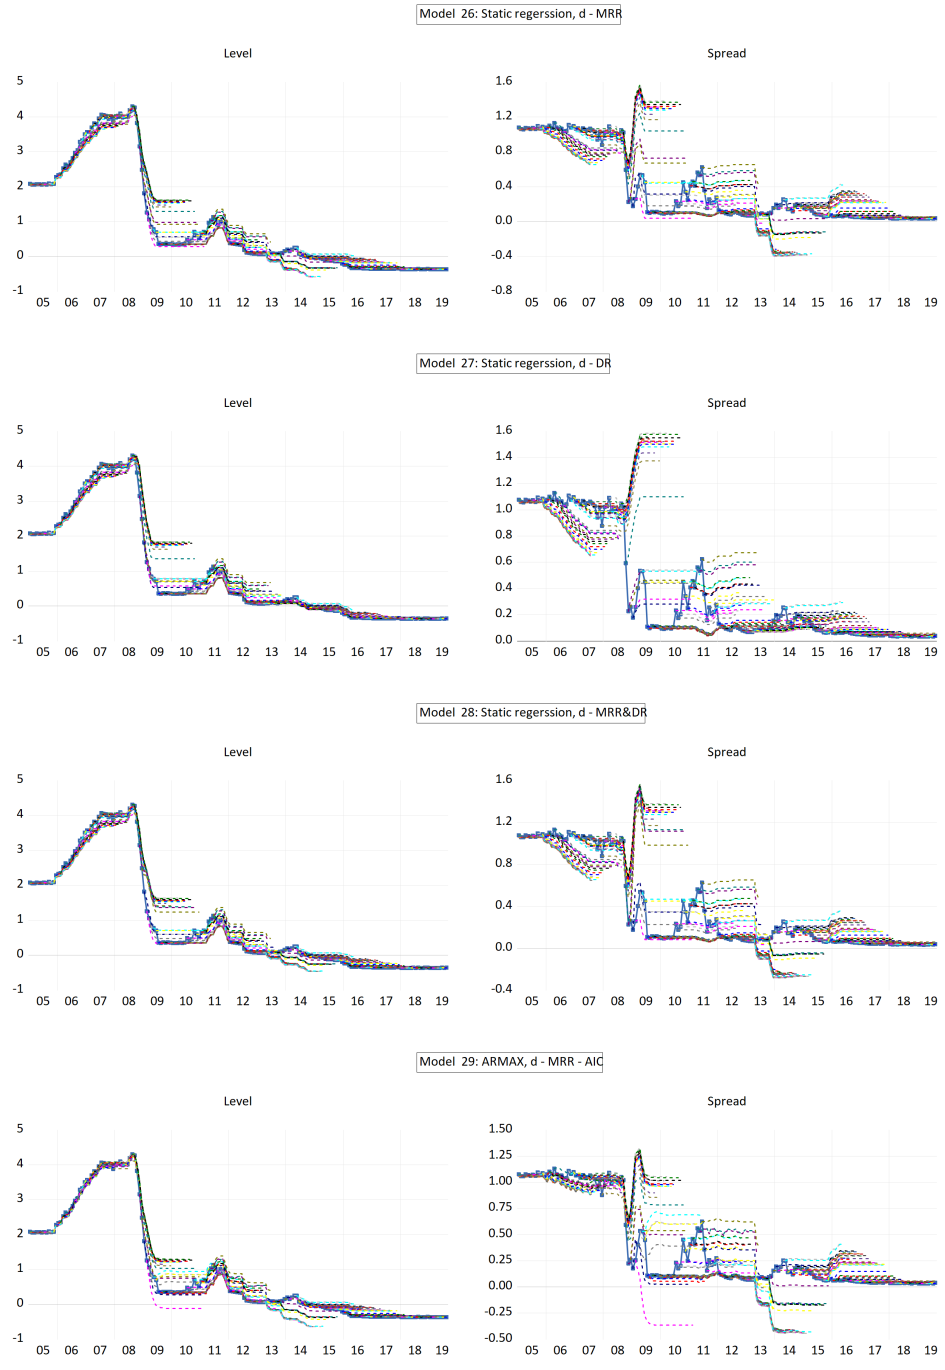 Model 26: Static regerssion, d - MRR
Level Spread
5 1.6
4 1.2
3 0.8
2 0.4
1 0.0
0 -0.4
-1 -0.8
05 06 07 08 09 10 11 12 13 14 15 16 17 18 19 05 06 07 08 09 10 11 12 13 14 15 16 17 18 19
Model 27: Static regerssion, d - DR
Level Spread
5 1.6
1.4
4 1.2
3 1.0
2 0.8
1 0.6
0.4
0 0.2
-1 0.0
05 06 07 08 09 10 11 12 13 14 15 16 17 18 19 05 06 07 08 09 10 11 12 13 14 15 16 17 18 19
Model 28: Static regerssion, d - MRR&DR
Level Spread
5 1.6
4 1.2
3 0.8
2
1 0.4
0 0.0
-1 -0.4
05 06 07 08 09 10 11 12 13 14 15 16 17 18 19 05 06 07 08 09 10 11 12 13 14 15 16 17 18 19
Model 29: ARMAX, d - MRR - AIC
Level Spread
5 1.50
1.25
4 1.00
3 0.75
2 0.50
1 0.25
0.00
0 -0.25
-1 -0.50
05 06 07 08 09 10 11 12 13 14 15 16 17 18 19 05 06 07 08 09 10 11 12 13 14 15 16 17 18 19